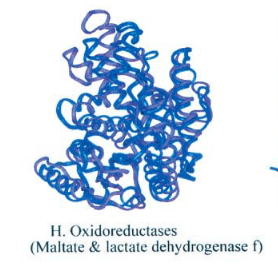 H. Oxidoreductases
(Maltate & lactate dehydrogenase f)